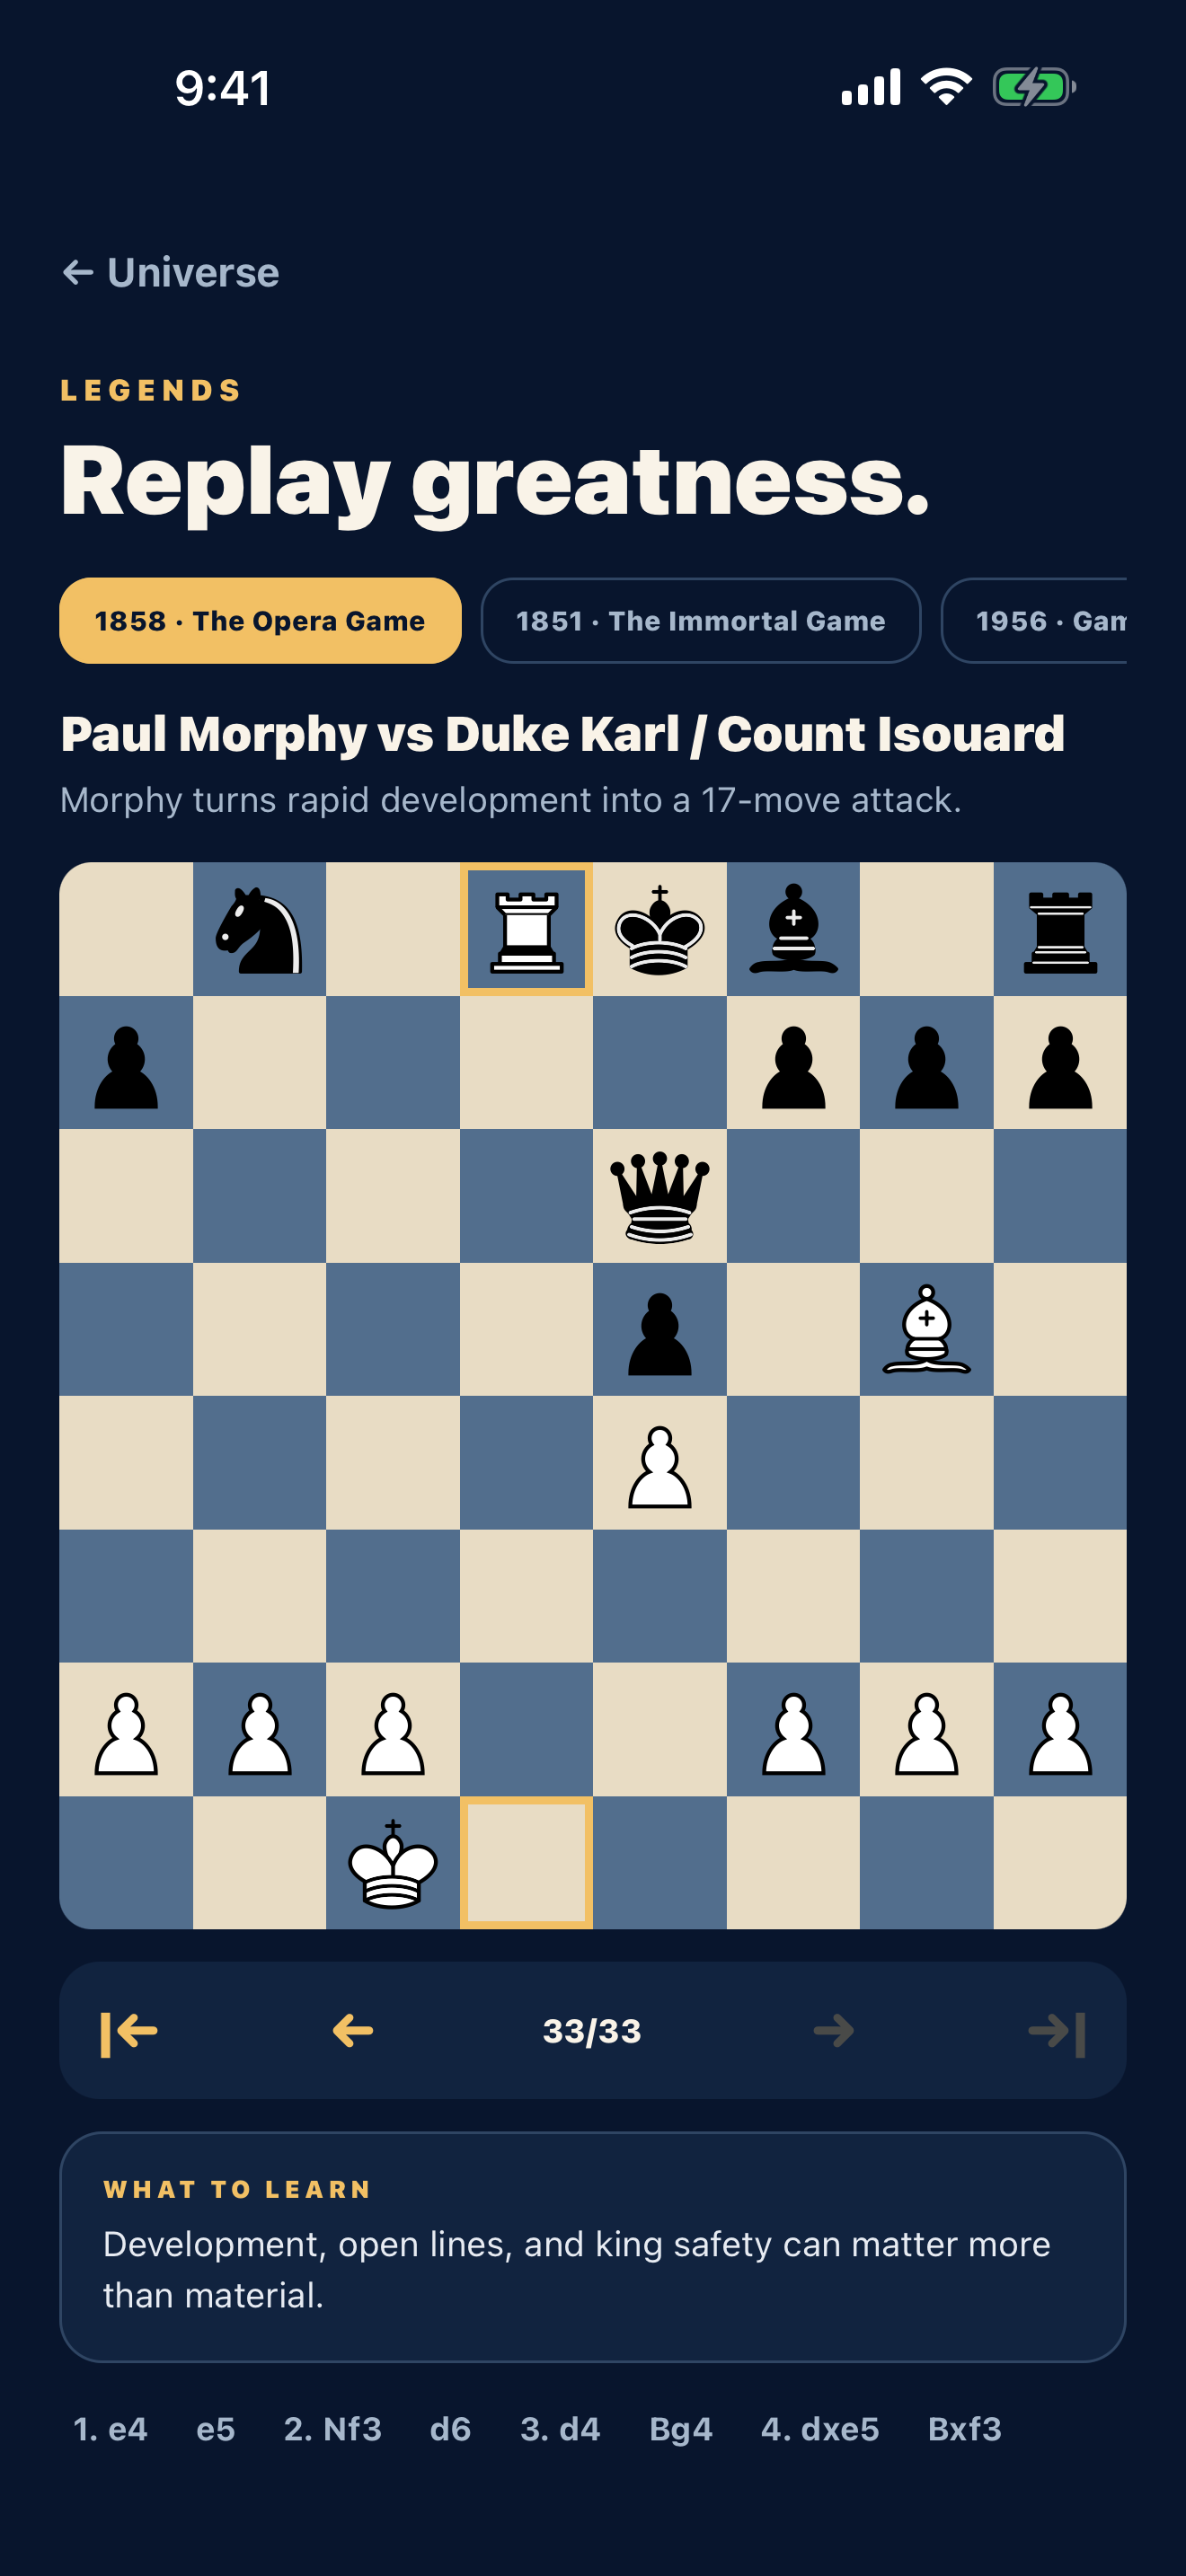 9:41
← Universe
LEGENDS
Replay greatness.
1858 · The Opera Game
1851 · The Immortal Game
1956 · Gam
Paul Morphy vs Duke Karl / Count Isouard
Morphy turns rapid development into a 17-move attack.
33/33
WHAT TO LEARN
Development, open lines, and king safety can matter more
than material.
1. e4 e5 2. Nf3 d6 3. d4 Bg4 4. dxe5 Bxf3